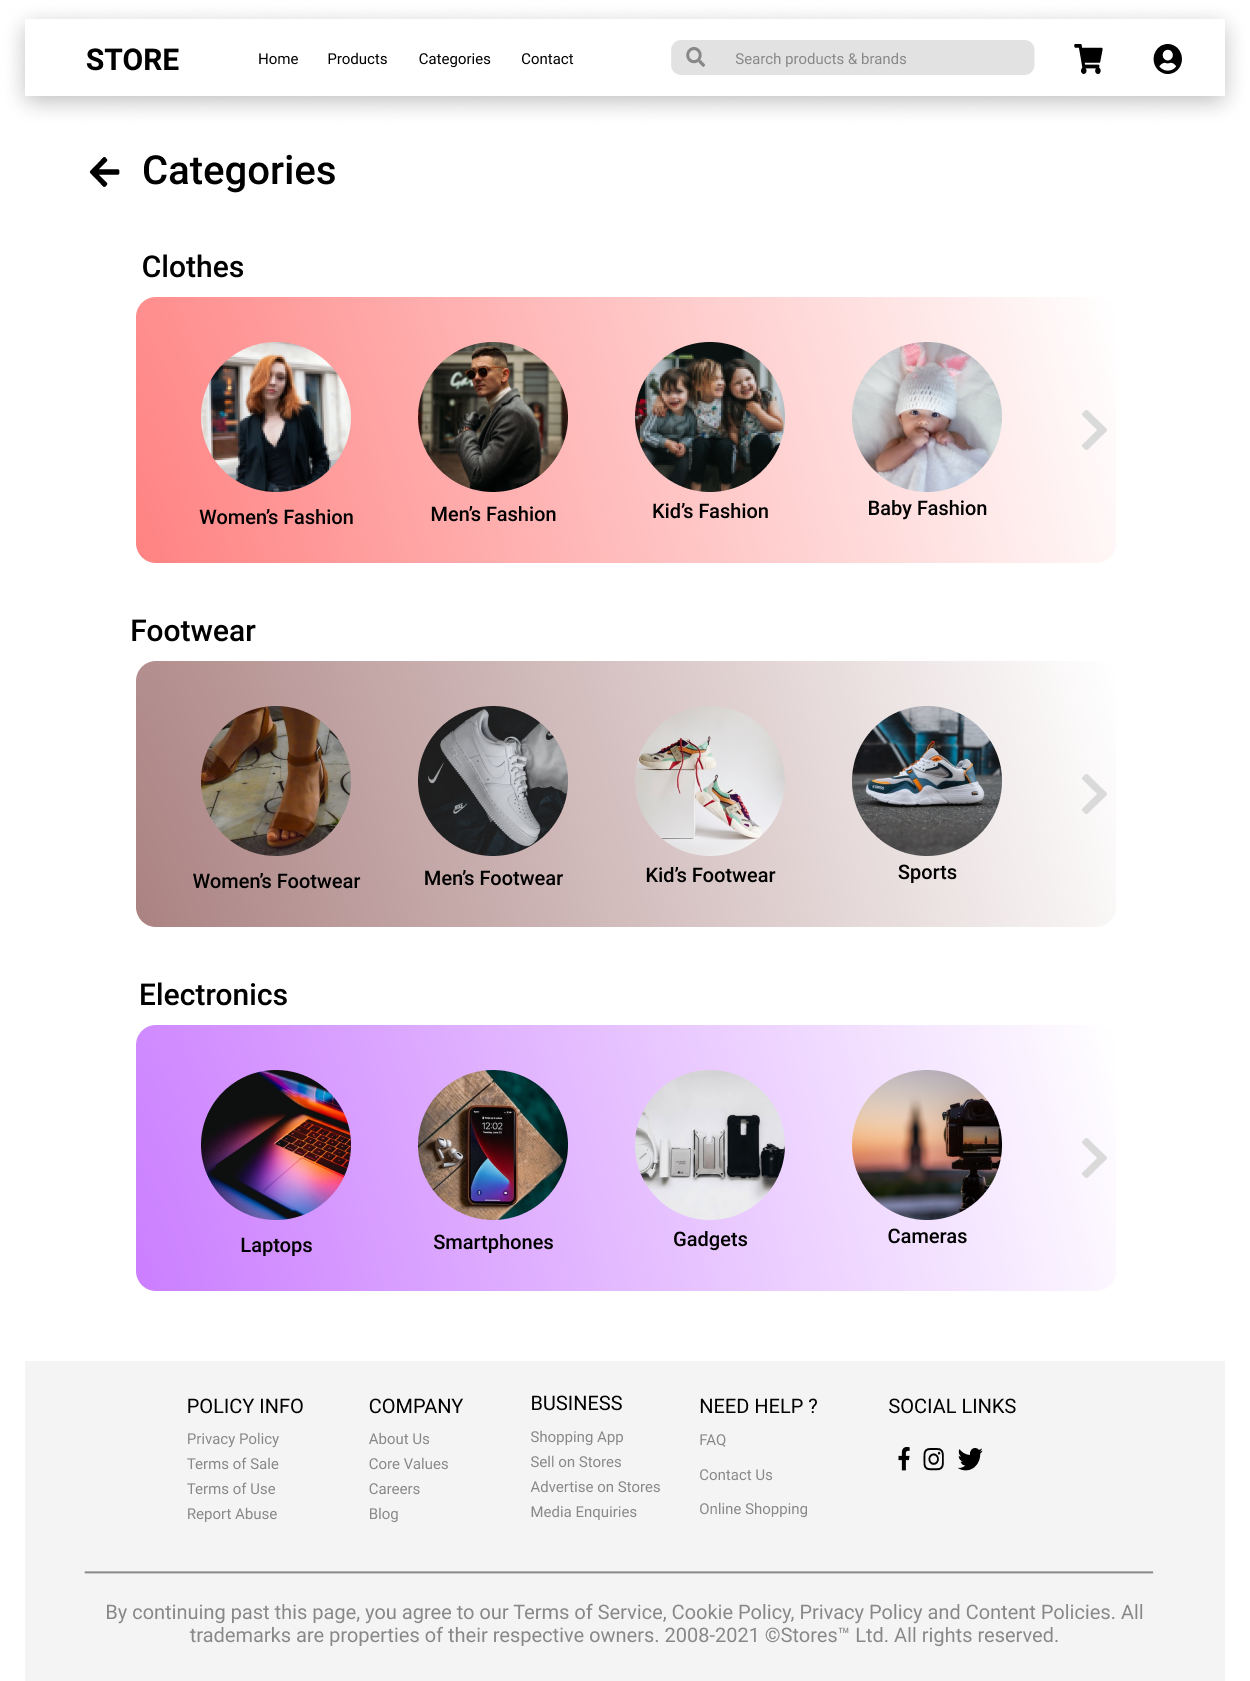 STORE
Home Products Categories Contact
Search products & brands
Categories
Clothes
Ga
Women’s Fashion
Men’s Fashion
Kid’s Fashion
Baby Fashion
Footwear
Women’s Footwear
Men’s Footwear
Kid’s Footwear
Sports
Electronics
12:02
Laptops
Smartphones
Gadgets
Cameras
POLICY INFO
Privacy Policy
Terms of Sale
Terms of Use
Report Abuse
COMPANY
About Us
Core Values
Careers
Blog
BUSINESS
Shopping App
Sell on Stores
Advertise on Stores
Media Enquiries
NEED HELP ?
FAQ
Contact Us
Online Shopping
SOCIAL LINKS
By continuing past this page, you agree to our Terms of Service, Cookie Policy, Privacy Policy and Content Policies. All
trademarks are properties of their respective owners. 2008-2021 ©Stores™ Ltd. All rights reserved.